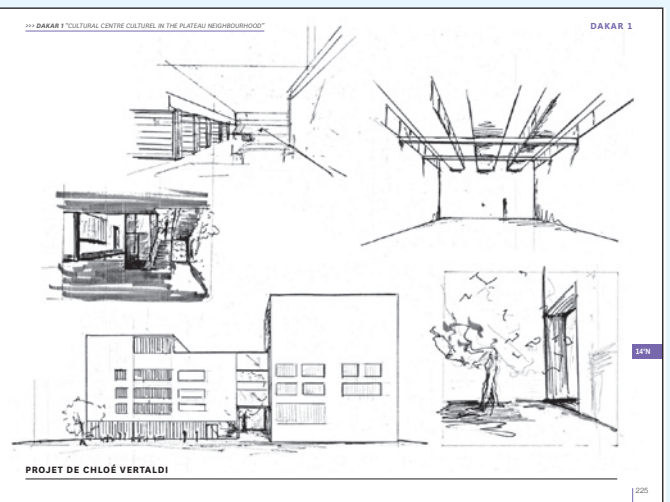 >>> DAKAR 1 "CULTURAL CENTRE CULTUREL IN THE PLATEAU NEIGHBOURHOOD"
DAKAR 1
14°N
PROJET DE CHLOÉ VERTALDI
225